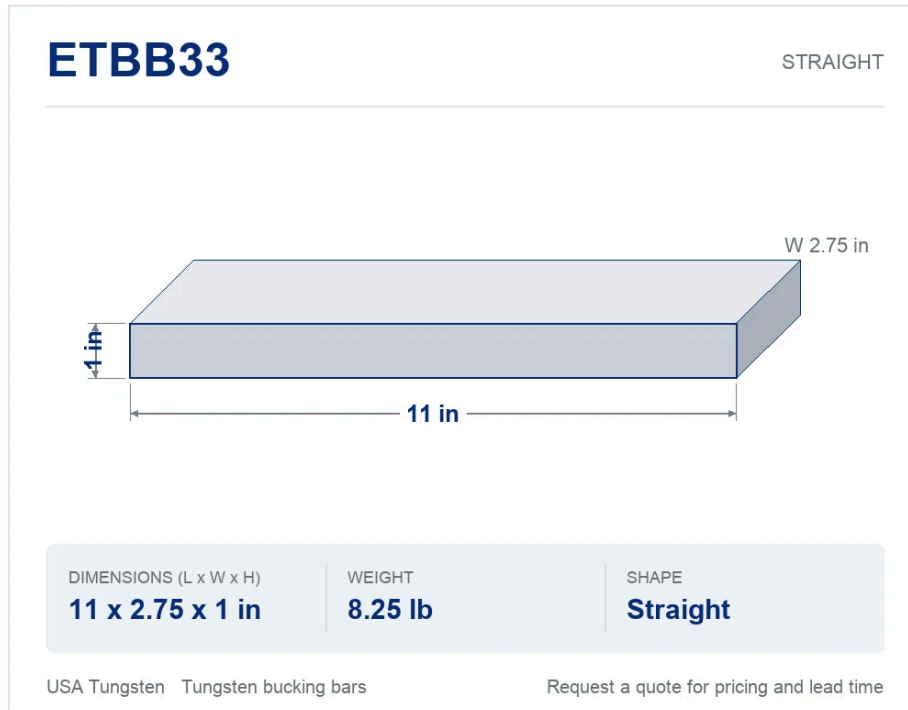 ETBB33
STRAIGHT
W 2.75 in
1 in
11 in
DIMENSIONS (L x W x H)
11 x 2.75 x 1 in
WEIGHT
8.25 lb
SHAPE
Straight
USA Tungsten Tungsten bucking bars
Request a quote for pricing and lead time